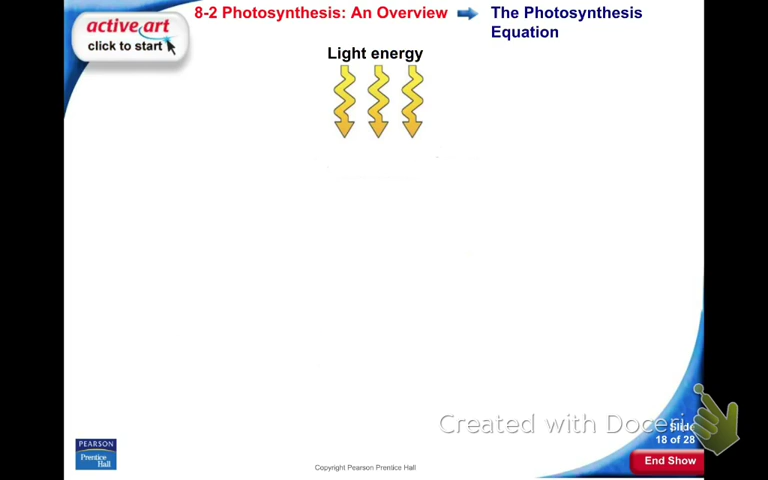 active art
click to start
8-2 Photosynthesis: An Overview
The Photosynthesis
Equation
Light energy
Created with Doceri
Slide
18 of 28
End Show
PEARSON
Prentice
Hall
Copyright Pearson Prentice Hall